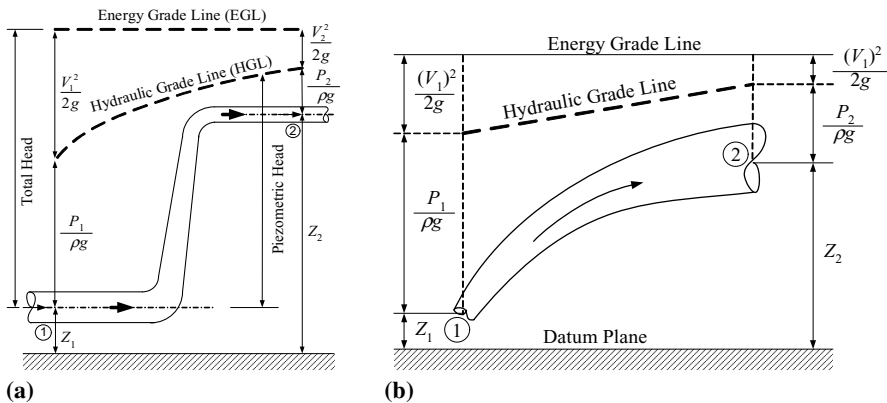 Energy Grade Line (EGL)
V₁²/2g
Hydraulic Grade Line (HGL)
V₂²/2g
P₂/ρg
②
Total Head
P₁/ρg
Piezometric Head
Z₂
①
Z₁
(a)
Energy Grade Line
(V₁)²/2g
(V₁)²/2g
Hydraulic Grade Line
P₂/ρg
②
P₁/ρg
Z₂
①
Z₁
Datum Plane
(b)